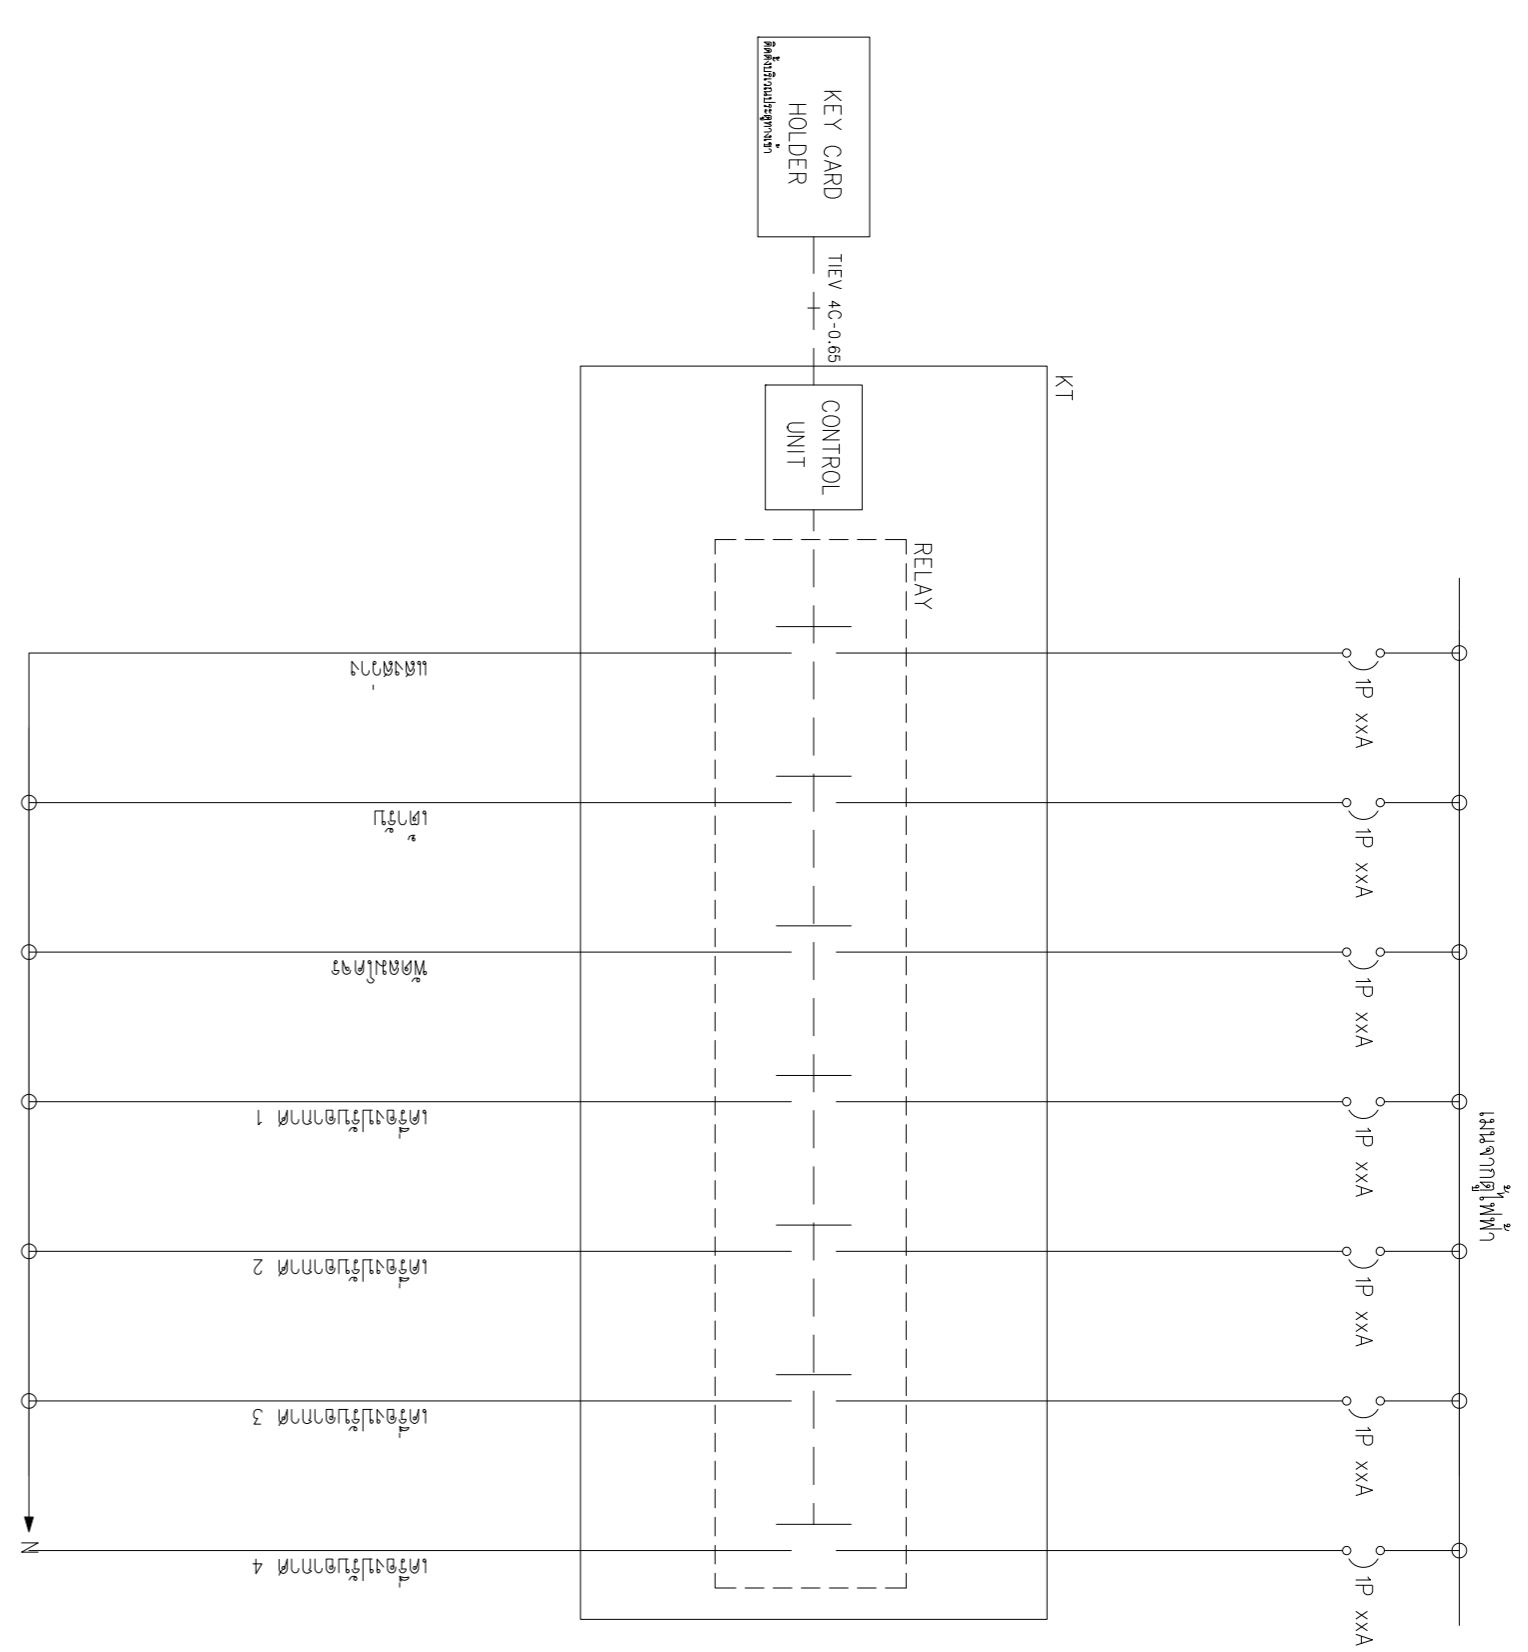 KEY CARD
HOLDER
ติดตั้งบริเวณประตูทางเข้า
TIEV 4C-0.65
KT
CONTROL
UNIT
RELAY
แสงสว่าง
1P xxA
เต้ารับ
1P xxA
พัดลมโคจร
1P xxA
เครื่องปรับอากาศ 1
1P xxA
เมนจากตู้ไฟฟ้า
เครื่องปรับอากาศ 2
1P xxA
เครื่องปรับอากาศ 3
1P xxA
เครื่องปรับอากาศ 4
1P xxA
N